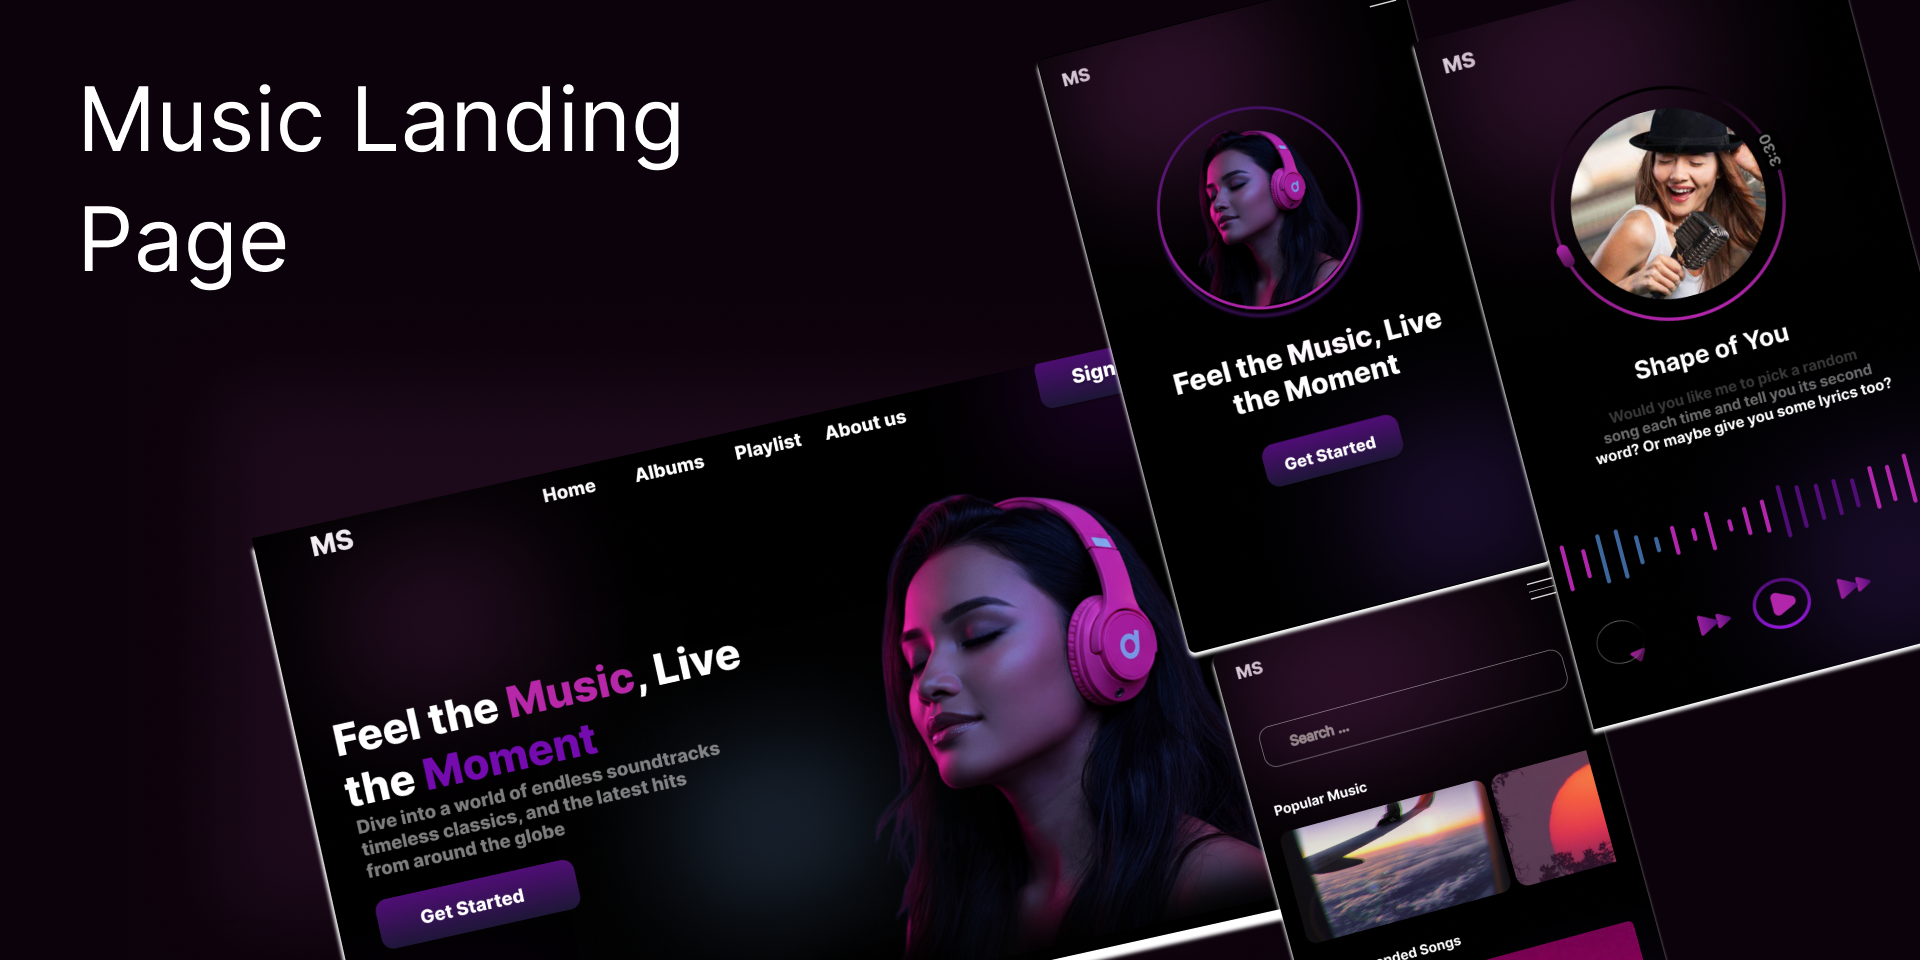 Music Landing
Page
MS
Home
Albums
Playlist
About us
Sign
Feel the Music, Live
the Moment
Dive into a world of endless soundtracks
timeless classics, and the latest hits
from around the globe
Get Started
MS
Feel the Music, Live
the Moment
Get Started
MS
3:30
Shape of You
Would you like me to pick a random
song each time and tell you its second
word? Or maybe give you some lyrics too?
MS
Search ...
Popular Music
nded Songs